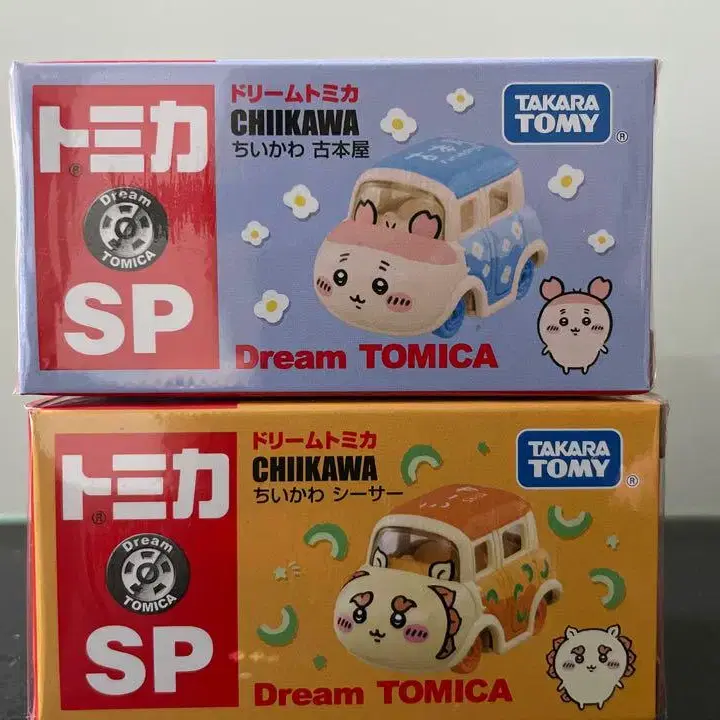 トミカ
®
Dream
TOMICA
SP
ドリームトミカ
CHIIKAWA
ちいかわ 古本屋
TAKARA
TOMY
®
Dream TOMICA
トミカ
®
Dream
TOMICA
SP
ドリームトミカ
CHIIKAWA
ちいかわ シーサー
TAKARA
TOMY
®
Dream TOMICA